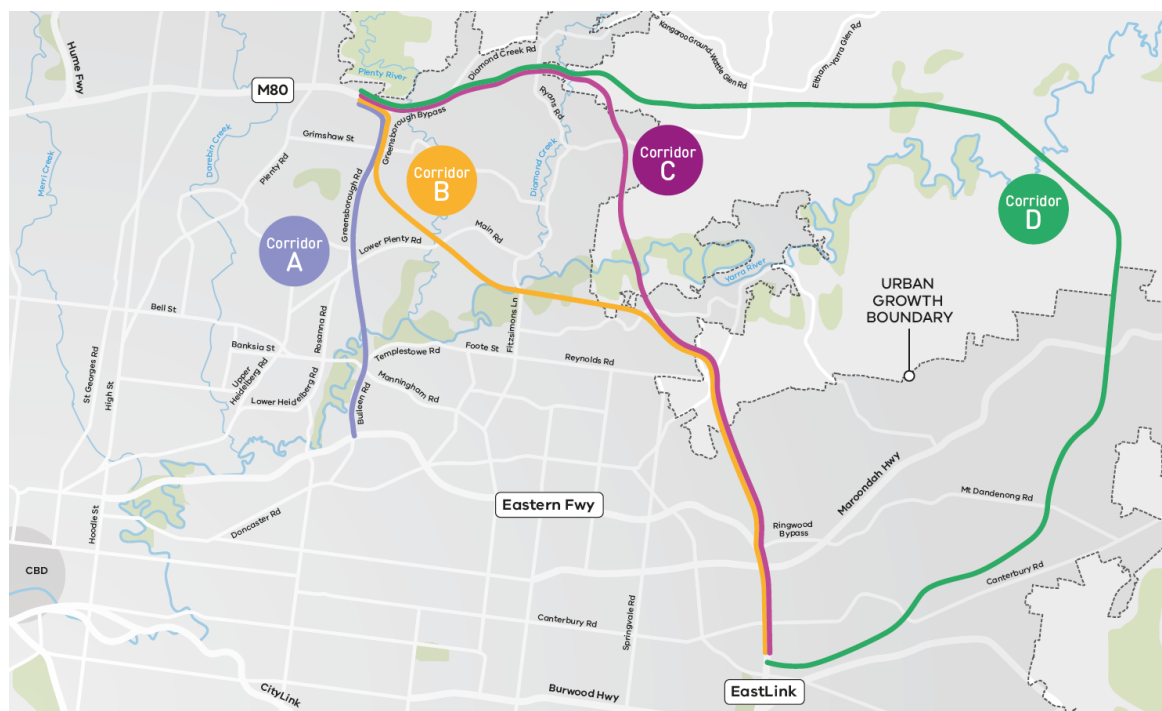 Hume Fwy
M80
Plenty River
Diamond Creek Rd
Kangaroo Ground-
Wattle Glen Rd
Eltham-
Yarra Glen Rd
Merri Creek
Darebin Creek
Grimshaw St
Greensborough Bypass
Ryans Rd
Plenty Rd
Greensborough Rd
Corridor
B
Diamond Creek
Corridor
C
Corridor
D
Corridor
A
Lower Plenty Rd
Main Rd
Yarra River
URBAN
GROWTH
BOUNDARY
Bell St
Rosanna Rd
Fitzsimons Ln
Banksia St
Templestowe Rd
Foote St
Reynolds Rd
St Georges Rd
High St
Upper
Heidelberg Rd
Lower Heidelberg Rd
Bulleen Rd
Manningham Rd
Maroondah Hwy
Eastern Fwy
Mt Dandenong Rd
Hoddle St
Doncaster Rd
Ringwood
Bypass
CBD
Canterbury Rd
Canterbury Rd
Springvale Rd
CityLink
Burwood Hwy
EastLink